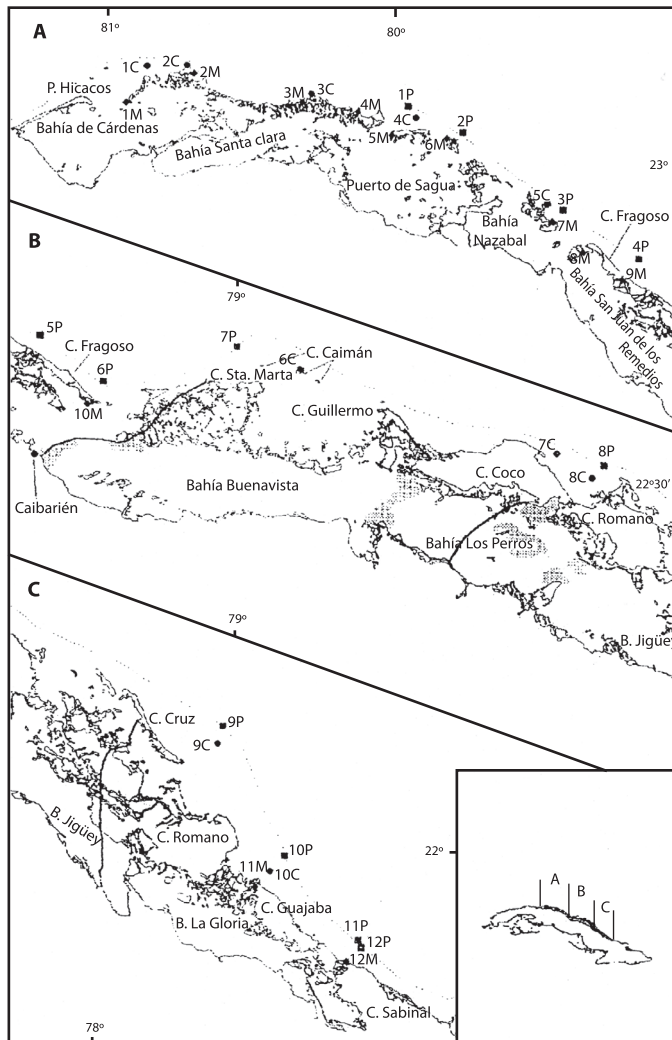 81º
80º
A
1C
2C
2M
P. Hicacos
1M
3M
3C
4M
1P
4C
2P
Bahía de Cárdenas
Bahía Santa clara
5M
6M
23º
Puerto de Sagua
5C
3P
Bahía
Nazabal
7M
C. Fragoso
4P
8M
9M
Bahía San Juan de los
Remedios
B
79º
5P
C. Fragoso
7P
6C
C. Caimán
6P
C. Sta. Marta
10M
C. Guillermo
7C
8P
C. Coco
8C
22º30'
Bahía Buenavista
Caibarién
C. Romano
Bahía Los Perros
B. Jigüey
C
79º
C. Cruz
9P
9C
B. Jigüey
C. Romano
10P
22º
11M
10C
C. Guajaba
B. La Gloria
11P
12P
12M
C. Sabinal
78º
A
B
C